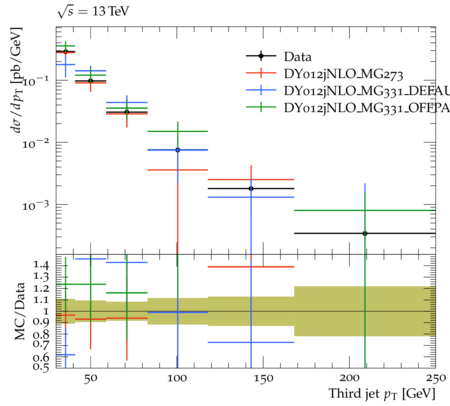 √s = 13 TeV
dσ/dp_T [pb/GeV]
10^−1
10^−2
10^−3
Data
DY012jNLO_MG273
DY012jNLO_MG331_DEFAU
DY012jNLO_MG331_OFFPA
MC/Data
1.4
1.3
1.2
1.1
1
0.9
0.8
0.7
0.6
0.5
50 100 150 200 250
Third jet p_T [GeV]